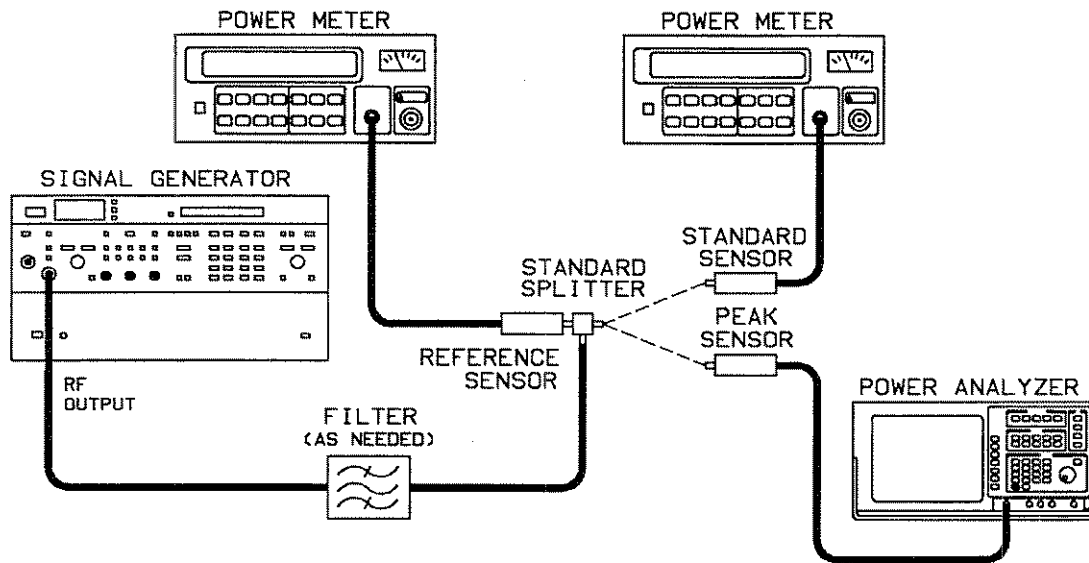 POWER METER
POWER METER
SIGNAL GENERATOR
STANDARD
SENSOR
STANDARD
SPLITTER
PEAK
SENSOR
REFERENCE
SENSOR
POWER ANALYZER
RF
OUTPUT
FILTER
(AS NEEDED)